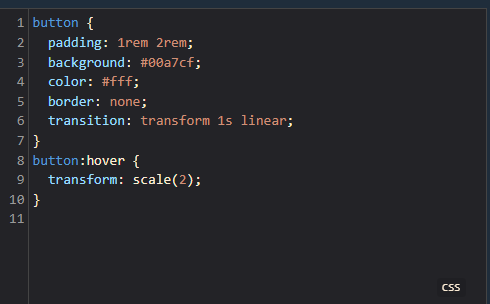 1 button {
2   padding: 1rem 2rem;
3   background: #00a7cf;
4   color: #fff;
5   border: none;
6   transition: transform 1s linear;
7 }
8 button:hover {
9   transform: scale(2);
10 }
11
CSS